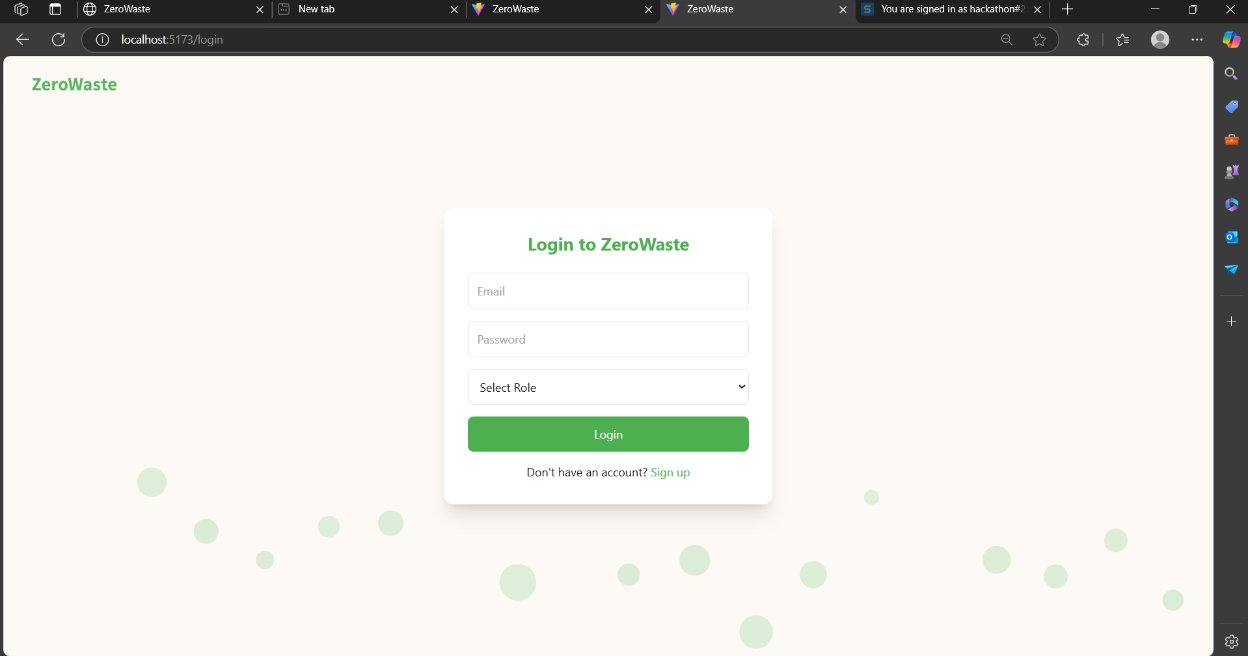 ZeroWaste
New tab
ZeroWaste
ZeroWaste
You are signed in as hackathon#2
localhost:5173/login
ZeroWaste
Login to ZeroWaste
Email
Password
Select Role
Login
Don't have an account? Sign up